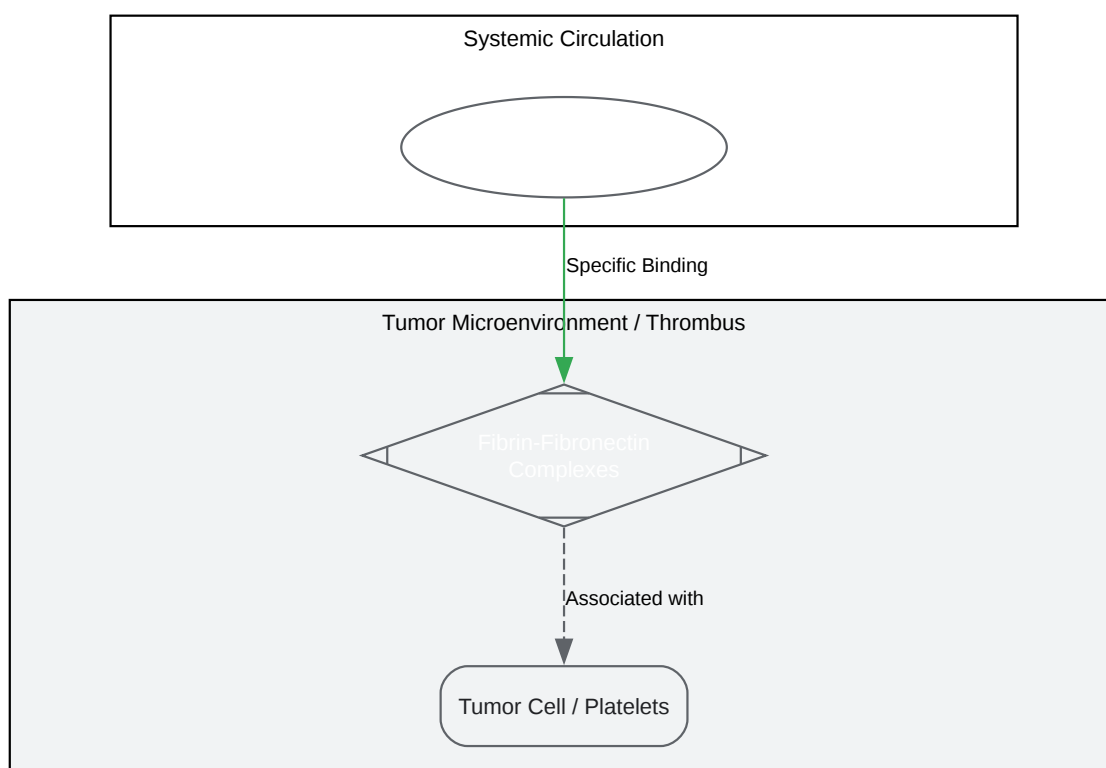 Systemic Circulation
Specific Binding
Tumor Microenvironment / Thrombus
Fibrin-Fibronectin
Complexes
Associated with
Tumor Cell / Platelets